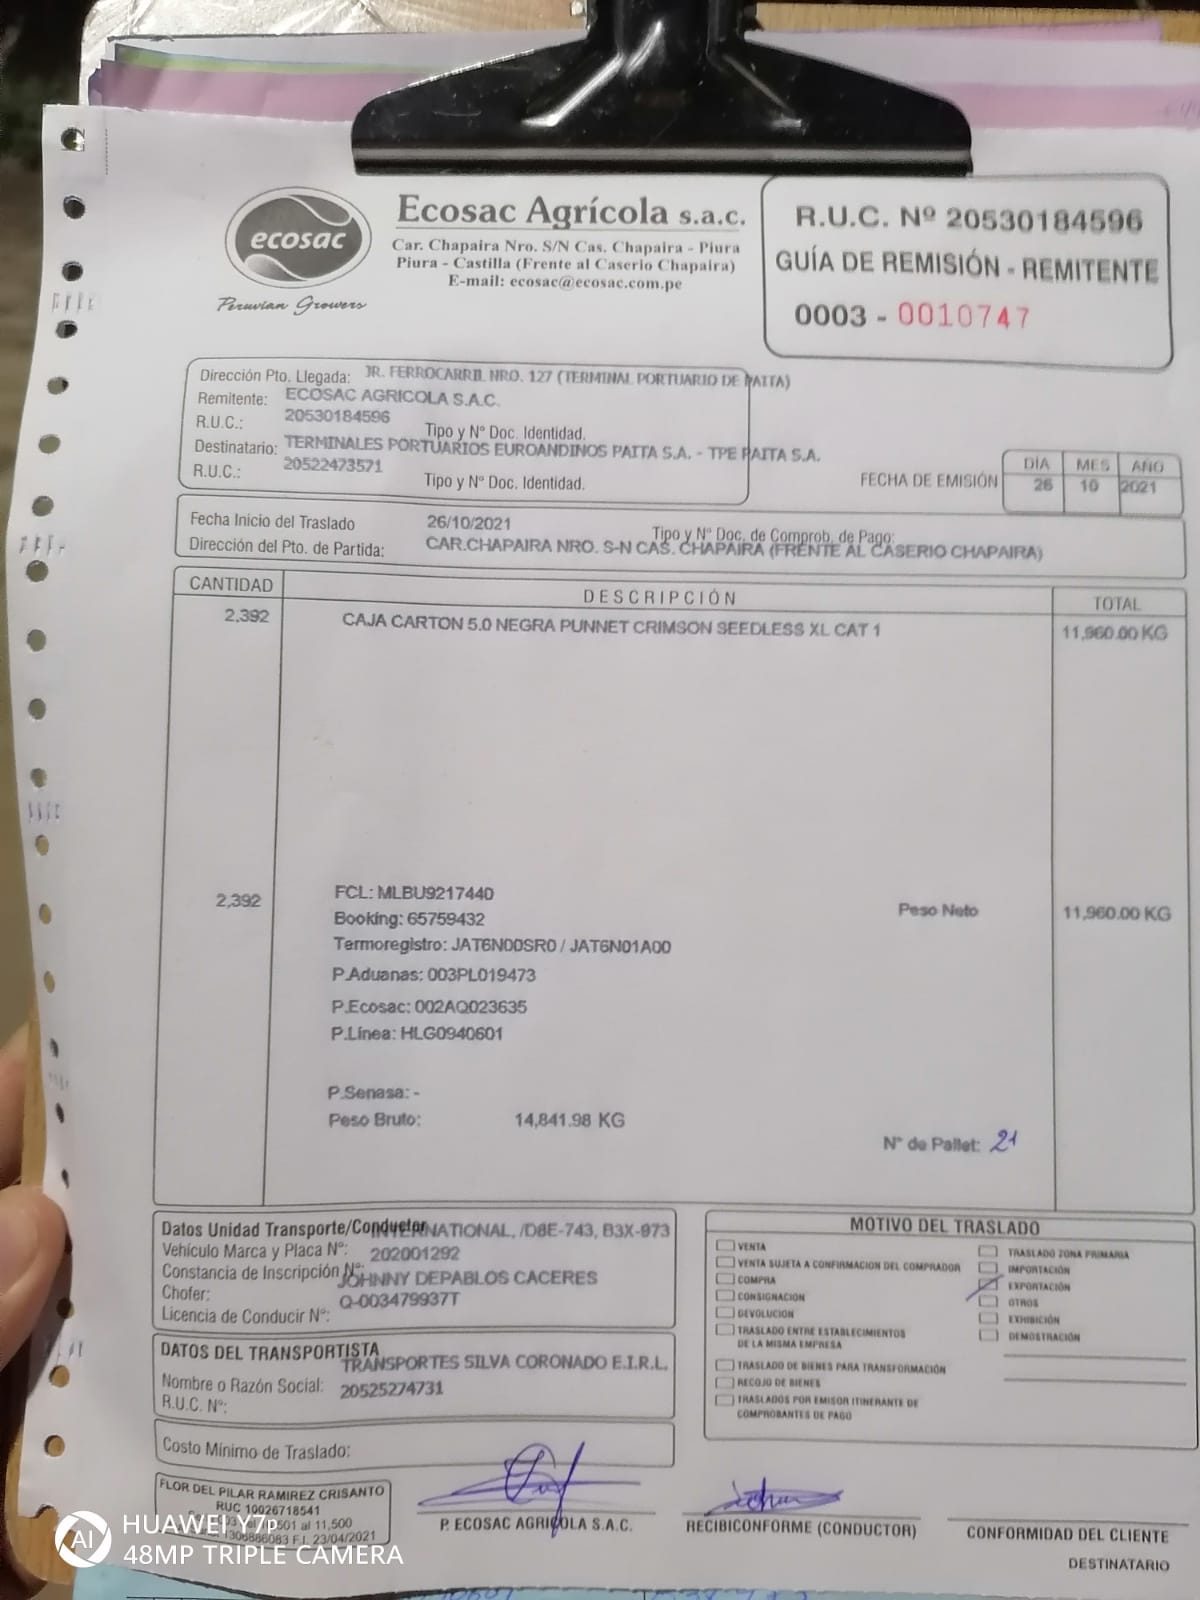 ecosac
Peruvian Growers
Ecosac Agrícola s.a.c.
Car. Chapaira Nro. S/N Cas. Chapaira - Piura
Piura - Castilla (Frente al Caserio Chapaira)
E-mail: ecosac@ecosac.com.pe
R.U.C. Nº 20530184596
GUÍA DE REMISIÓN - REMITENTE
0003 - 0010747
Dirección Pto. Llegada: JR. FERROCARRIL NRO. 127 (TERMINAL PORTUARIO DE PAITA)
Remitente: ECOSAC AGRICOLA S.A.C.
R.U.C.: 20530184596 Tipo y Nº Doc. Identidad.
Destinatario: TERMINALES PORTUARIOS EUROANDINOS PAITA S.A. - TPE PAITA S.A.
R.U.C.: 20522473571 Tipo y Nº Doc. Identidad.
FECHA DE EMISIÓN
DÍA MES AÑO
26 10 2021
Fecha Inicio del Traslado 26/10/2021 Tipo y Nº Doc. de Comprob. de Pago:
Dirección del Pto. de Partida: CAR.CHAPAIRA NRO. S-N CAS. CHAPAIRA (FRENTE AL CASERIO CHAPAIRA)
CANTIDAD DESCRIPCIÓN TOTAL
2,392 CAJA CARTON 5.0 NEGRA PUNNET CRIMSON SEEDLESS XL CAT 1 11,960.00 KG
FCL: MLBU9217440
2,392 Booking: 65759432 Peso Neto 11,960.00 KG
Termoregistro: JAT6N00SR0 / JAT6N01A00
P.Aduanas: 003PL019473
P.Ecosac: 002AQ023635
P.Línea: HLG0940601
P.Senasa: -
Peso Bruto: 14,841.98 KG
N° de Pallet: 21
Datos Unidad Transporte/Conductor INTERNATIONAL, /D8E-743, B3X-973
Vehículo Marca y Placa Nº: 202001292
Constancia de Inscripción Nº: JOHNNY DEPABLOS CACERES
Chofer: Q-003479937T
Licencia de Conducir Nº:
DATOS DEL TRANSPORTISTA
TRANSPORTES SILVA CORONADO E.I.R.L.
Nombre o Razón Social: 20525274731
R.U.C. Nº:
Costo Mínimo de Traslado:
MOTIVO DEL TRASLADO
VENTA
VENTA SUJETA A CONFIRMACION DEL COMPRADOR
COMPRA
CONSIGNACION
DEVOLUCION
TRASLADO ENTRE ESTABLECIMIENTOS
DE LA MISMA EMPRESA
TRASLADO DE BIENES PARA TRANSFORMACIÓN
RECOJO DE BIENES
TRASLADOS POR EMISOR ITINERANTE DE
COMPROBANTES DE PAGO
TRASLADO ZONA PRIMARIA
IMPORTACIÓN
EXPORTACIÓN
OTROS
EXHIBICIÓN
DEMOSTRACIÓN
FLOR DEL PILAR RAMIREZ CRISANTO
RUC 10026718541
501 al 11,500
F.I. 23/04/2021
P. ECOSAC AGRICOLA S.A.C.
RECIBICONFORME (CONDUCTOR)
CONFORMIDAD DEL CLIENTE
DESTINATARIO
AI
HUAWEI Y7p
48MP TRIPLE CAMERA